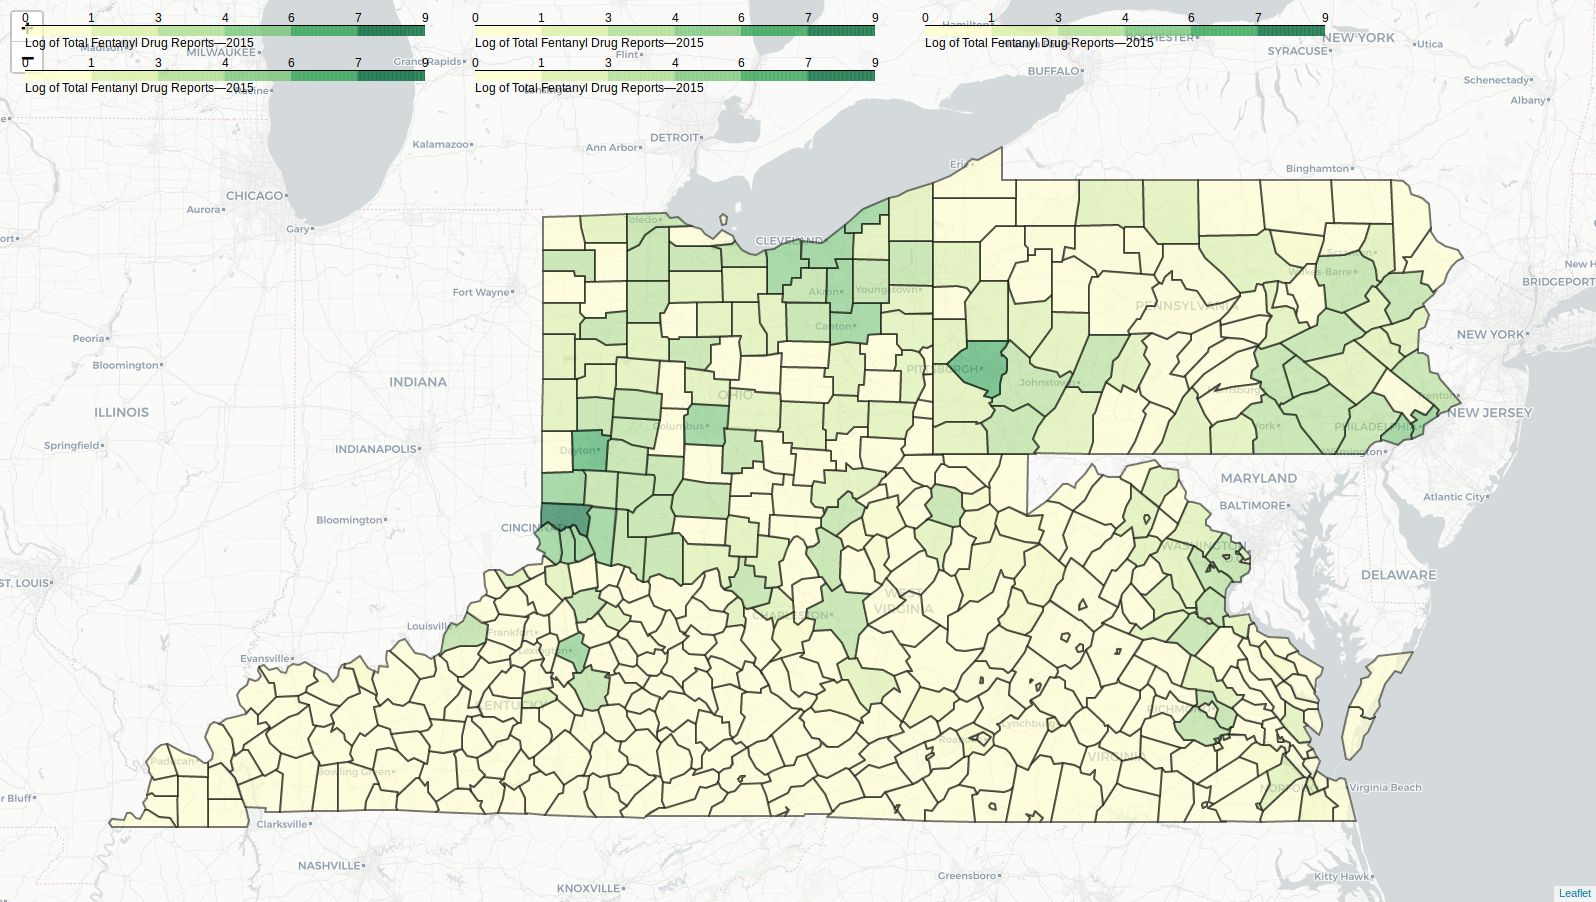 0 1 3 4 6 7 9
Log of Total Fentanyl Drug Reports—2015
0 1 3 4 6 7 9
Log of Total Fentanyl Drug Reports—2015
0 1 3 4 6 7 9
Log of Total Fentanyl Drug Reports—2015
0 1 3 4 6 7 9
Log of Total Fentanyl Drug Reports—2015
0 1 3 4 6 7 9
Log of Total Fentanyl Drug Reports—2015
+
−
Hamilton
NEW YORK
ROCHESTER
SYRACUSE
Utica
Madison
MILWAUKEE
Grand Rapids
Flint
BUFFALO
Schenectady
Racine
Lansing
Albany
DETROIT
Kalamazoo
Ann Arbor
Erie
Binghamton
CHICAGO
Aurora
Gary
Toledo
CLEVELAND
Scranton
Wilkes-Barre
BRIDGEPORT
Fort Wayne
Akron
Youngstown
PENNSYLVANIA
Canton
Peoria
NEW YORK
Bloomington
PITTSBURGH
Johnstown
INDIANA
OHIO
Harrisburg
Trenton
ILLINOIS
NEW JERSEY
Columbus
York
PHILADELPHIA
Springfield
INDIANAPOLIS
Dayton
Wilmington
MARYLAND
Atlantic City
BALTIMORE
Bloomington
CINCINNATI
WASHINGTON
ST. LOUIS
DELAWARE
WEST
VIRGINIA
CHARLESTON
Louisville
Frankfort
Lexington
Evansville
KENTUCKY
RICHMOND
Lynchburg
Roanoke
VIRGINIA
Paducah
Bowling Green
NORFOLK
Virginia Beach
r Bluff
Clarksville
NASHVILLE
Greensboro
Kitty Hawk
KNOXVILLE
Leaflet